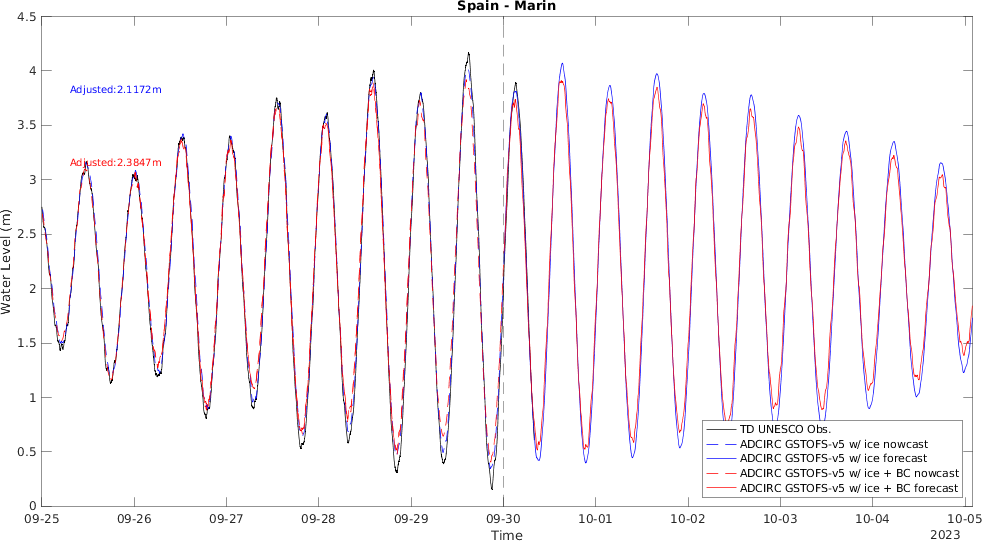 Spain - Marin
4.5
4
3.5
3
2.5
2
1.5
1
0.5
0
Water Level (m)
Adjusted:2.1172m
Adjusted:2.3847m
TD UNESCO Obs.
ADCIRC GSTOFS-v5 w/ ice nowcast
ADCIRC GSTOFS-v5 w/ ice forecast
ADCIRC GSTOFS-v5 w/ ice + BC nowcast
ADCIRC GSTOFS-v5 w/ ice + BC forecast
09-25
09-26
09-27
09-28
09-29
09-30
10-01
10-02
10-03
10-04
10-05
Time
2023